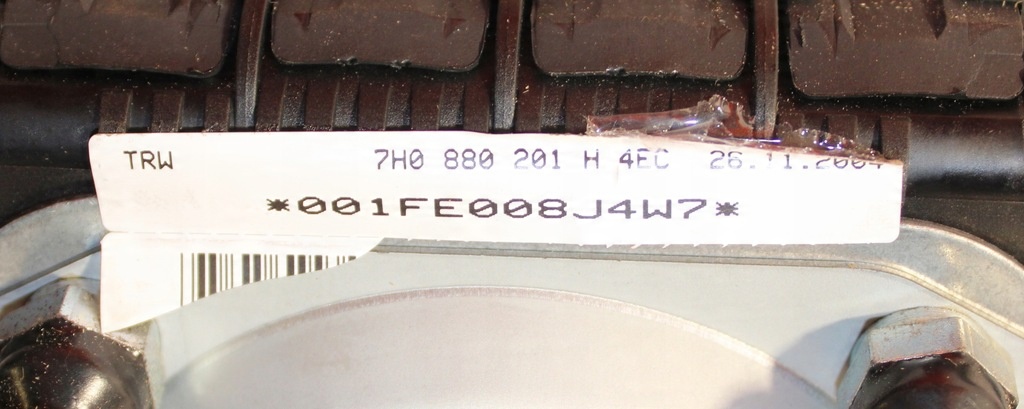 TRW 7H0 880 201 H 4EC 26.11.2004
*001FE008J4W7*